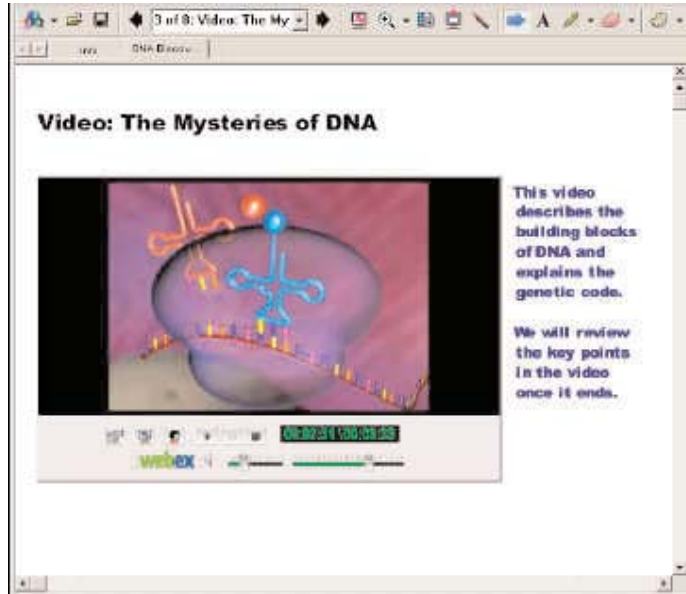 3 of 8: Video: The My
A
DNA Discov
Video: The Mysteries of DNA
This video
describes the
building blocks
of DNA and
explains the
genetic code.
We will review
the key points
in the video
once it ends.
webex